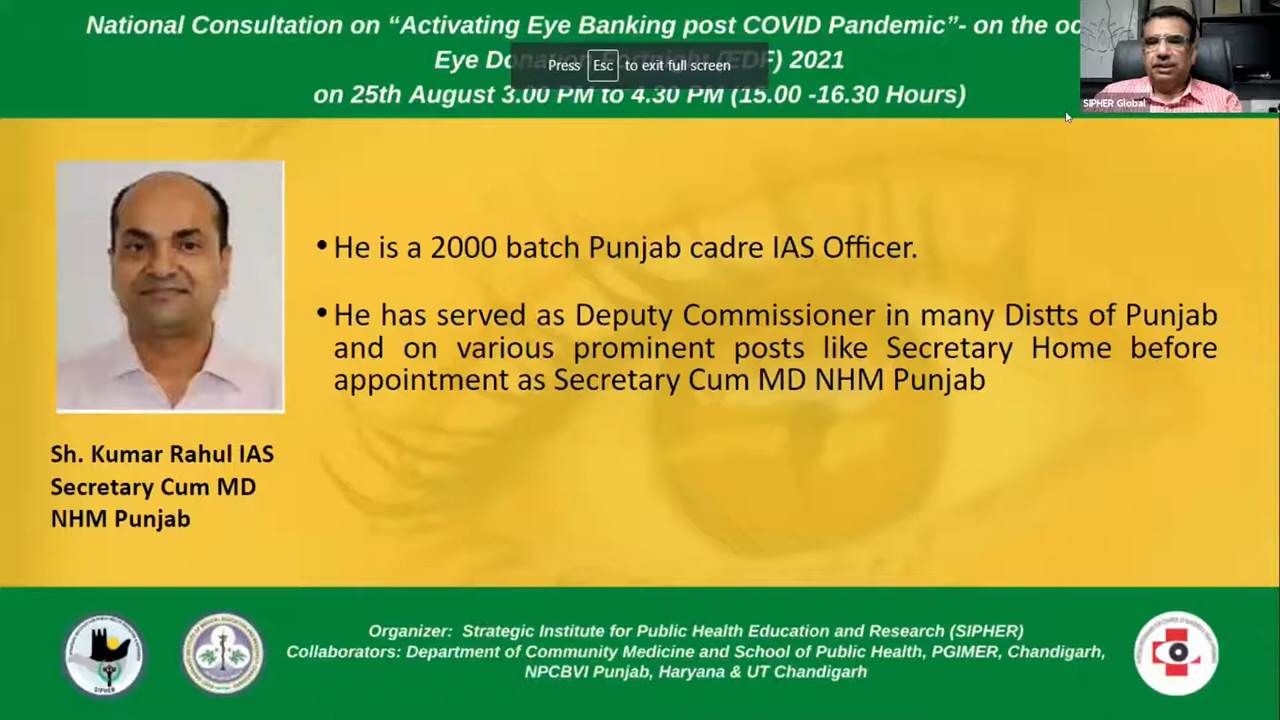 National Consultation on “Activating Eye Banking post COVID Pandemic”- on the oc
Eye Don F) 2021
Press Esc to exit full screen
on 25th August 3.00 PM to 4.30 PM (15.00 -16.30 Hours)
SIPHER Global
• He is a 2000 batch Punjab cadre IAS Officer.
• He has served as Deputy Commissioner in many Distts of Punjab
and on various prominent posts like Secretary Home before
appointment as Secretary Cum MD NHM Punjab
Sh. Kumar Rahul IAS
Secretary Cum MD
NHM Punjab
Organizer: Strategic Institute for Public Health Education and Research (SIPHER)
Collaborators: Department of Community Medicine and School of Public Health, PGIMER, Chandigarh,
NPCBVI Punjab, Haryana & UT Chandigarh
SIPHER